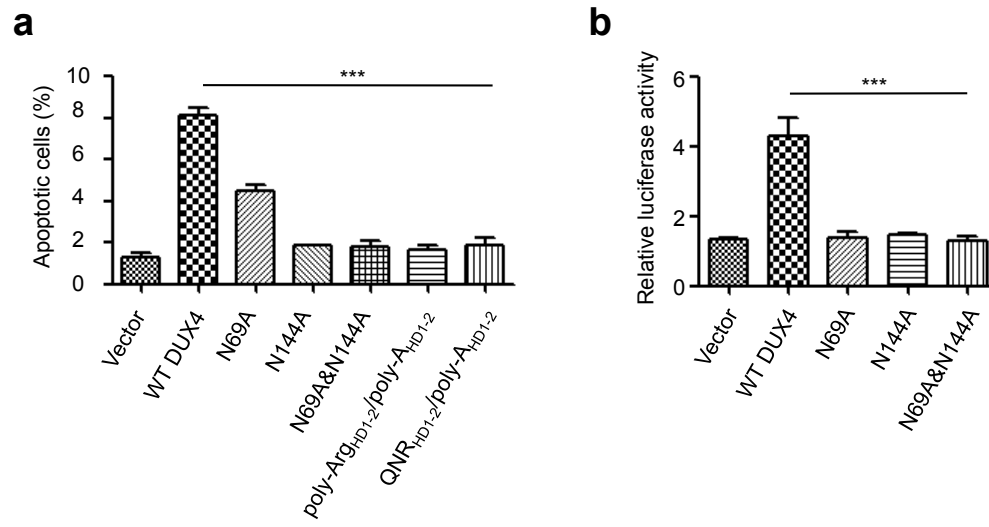 a
Apoptotic cells (%)
10
8
6
4
2
0
***
Vector
WT DUX4
N69A
N144A
N69A&N144A
poly-ArgHD1-2/poly-AHD1-2
QNRHD1-2/poly-AHD1-2
b
Relative luciferase activity
6
4
2
0
***
Vector
WT DUX4
N69A
N144A
N69A&N144A